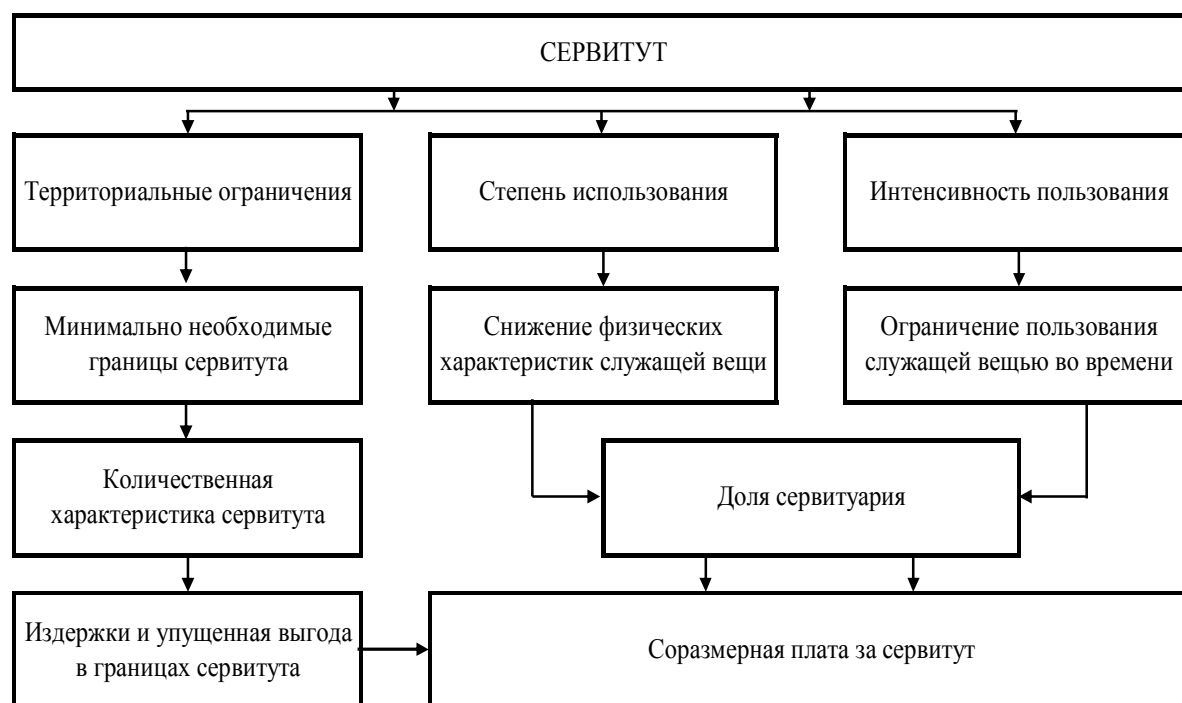 СЕРВИТУТ
Территориальные ограничения
Степень использования
Интенсивность пользования
Минимально необходимые
границы сервитута
Снижение физических
характеристик служащей вещи
Ограничение пользования
служащей вещью во времени
Количественная
характеристика сервитута
Доля сервитуария
Издержки и упущенная выгода
в границах сервитута
Соразмерная плата за сервитут